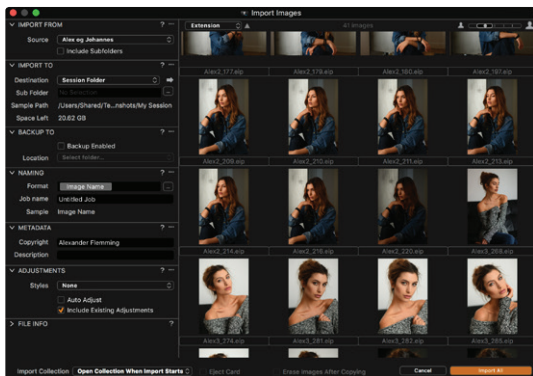 Import Images
IMPORT FROM ?
Source Alex og Johannes
Include Subfolders
IMPORT TO ?
Destination Session Folder
Sub Folder No Selection
Sample Path /Users/Shared/Te...nshots/My Session
Space Left 20.62 GB
BACKUP TO ?
Backup Enabled
Location Select folder...
NAMING ?
Format Image Name
Job name Untitled Job
Sample Image Name
METADATA ?
Copyright Alexander Flemming
Description
ADJUSTMENTS ?
Styles None
Auto Adjust
Include Existing Adjustments
FILE INFO ?
Extension 41 images
Alex2_177.eip Alex2_179.eip Alex2_180.eip Alex2_197.eip
Alex2_209.eip Alex2_210.eip Alex2_211.eip Alex2_213.eip
Alex2_214.eip Alex2_216.eip Alex2_220.eip Alex3_269.eip
Alex3_274.eip Alex3_281.eip Alex3_282.eip Alex3_285.eip
Import Collection Open Collection When Import Starts Eject Card Erase Images After Copying Cancel Import All